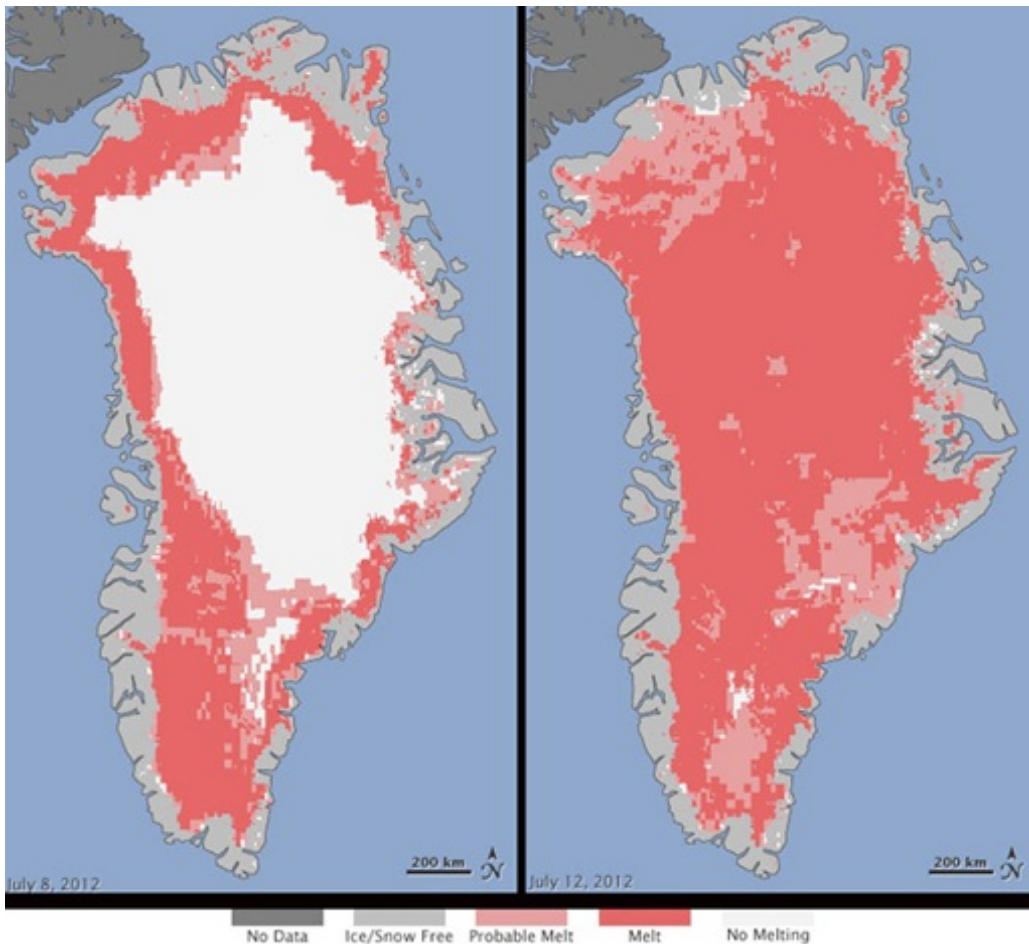 200 km
N
July 8, 2012
200 km
N
July 12, 2012
No Data
Ice/Snow Free
Probable Melt
Melt
No Melting